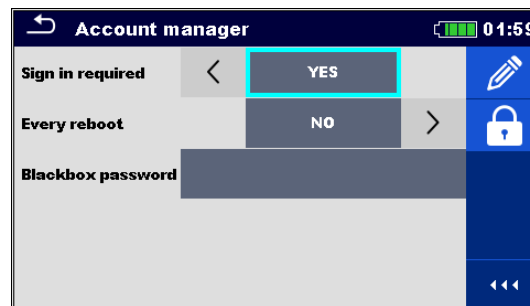 Account manager 01:59
Sign in required YES
Every reboot NO
Blackbox password